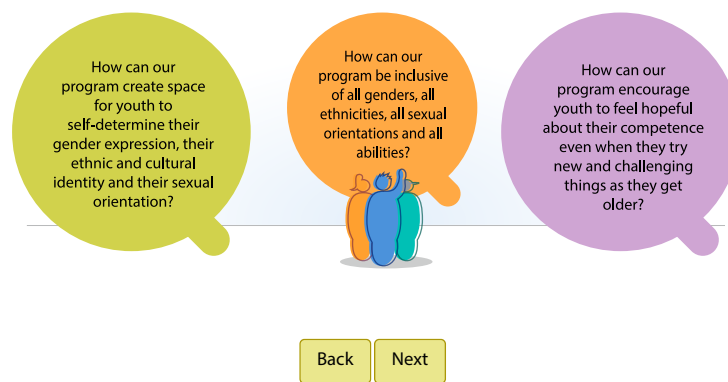 How can our
program create space
for youth to
self-determine their
gender expression, their
ethnic and cultural
identity and their sexual
orientation?
How can our
program be inclusive
of all genders, all
ethnicities, all sexual
orientations and all
abilities?
How can our
program encourage
youth to feel hopeful
about their competence
even when they try
new and challenging
things as they get
older?
Back
Next